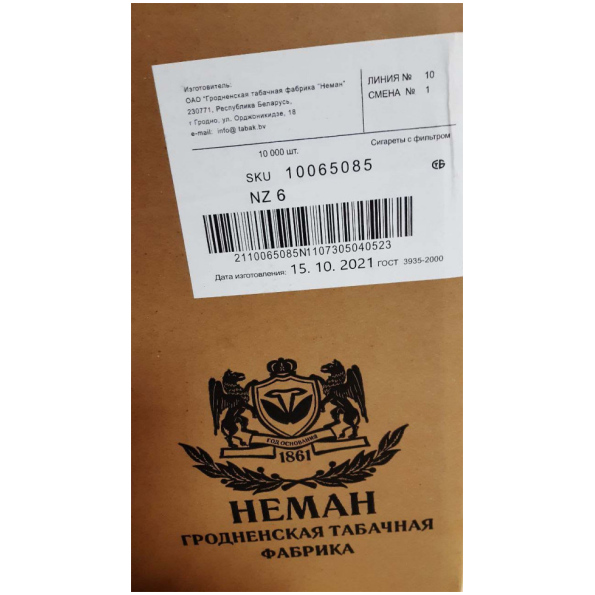 Изготовитель:
ОАО "Гродненская табачная фабрика "Неман"
230771, Республика Беларусь,
г Гродно, ул. Орджоникидзе, 18
e-mail: info@tabak.by
ЛИНИЯ № 10
СМЕНА № 1
10 000 шт.
Сигареты с фильтром
SKU 10065085
NZ 6
2110065085N1107305040523
Дата изготовления: 15. 10. 2021 ГОСТ 3935-2000
ГОД ОСНОВАНИЯ
1861
НЕМАН
ГРОДНЕНСКАЯ ТАБАЧНАЯ
ФАБРИКА